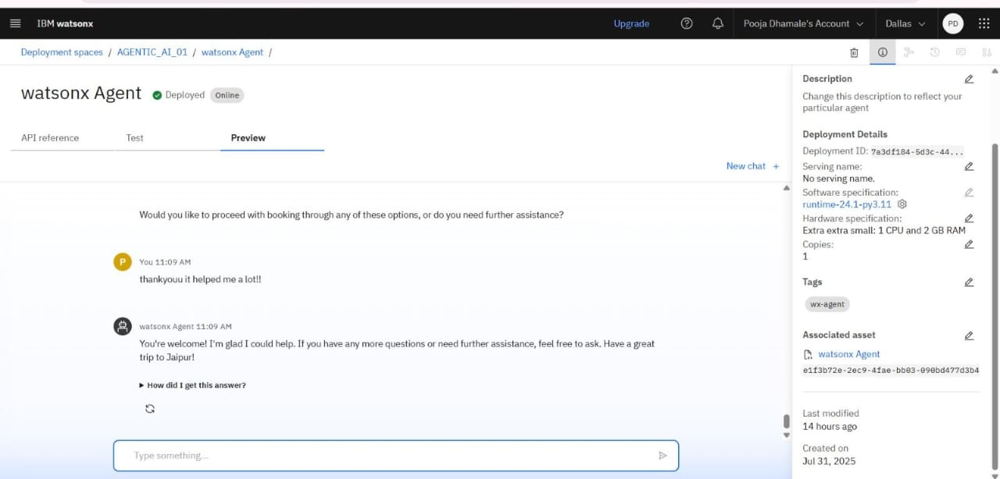 IBM watsonx
Upgrade
Pooja Dhamale's Account
Dallas
PD
Deployment spaces / AGENTIC_AI_01 / watsonx Agent /
watsonx Agent
Deployed
Online
API reference
Test
Preview
New chat +
Would you like to proceed with booking through any of these options, or do you need further assistance?
P
You 11:09 AM
thankyouu it helped me a lot!!
watsonx Agent 11:09 AM
You're welcome! I'm glad I could help. If you have any more questions or need further assistance, feel free to ask. Have a great
trip to Jaipur!
How did I get this answer?
Type something...
Description
Change this description to reflect your
particular agent
Deployment Details
Deployment ID: 7a3df184-5d3c-44...
Serving name:
No serving name.
Software specification:
runtime-24.1-py3.11
Hardware specification:
Extra extra small: 1 CPU and 2 GB RAM
Copies:
1
Tags
wx-agent
Associated asset
watsonx Agent
e1f3b72e-2ec9-4fae-bb03-090bd477d3b4
Last modified
14 hours ago
Created on
Jul 31, 2025